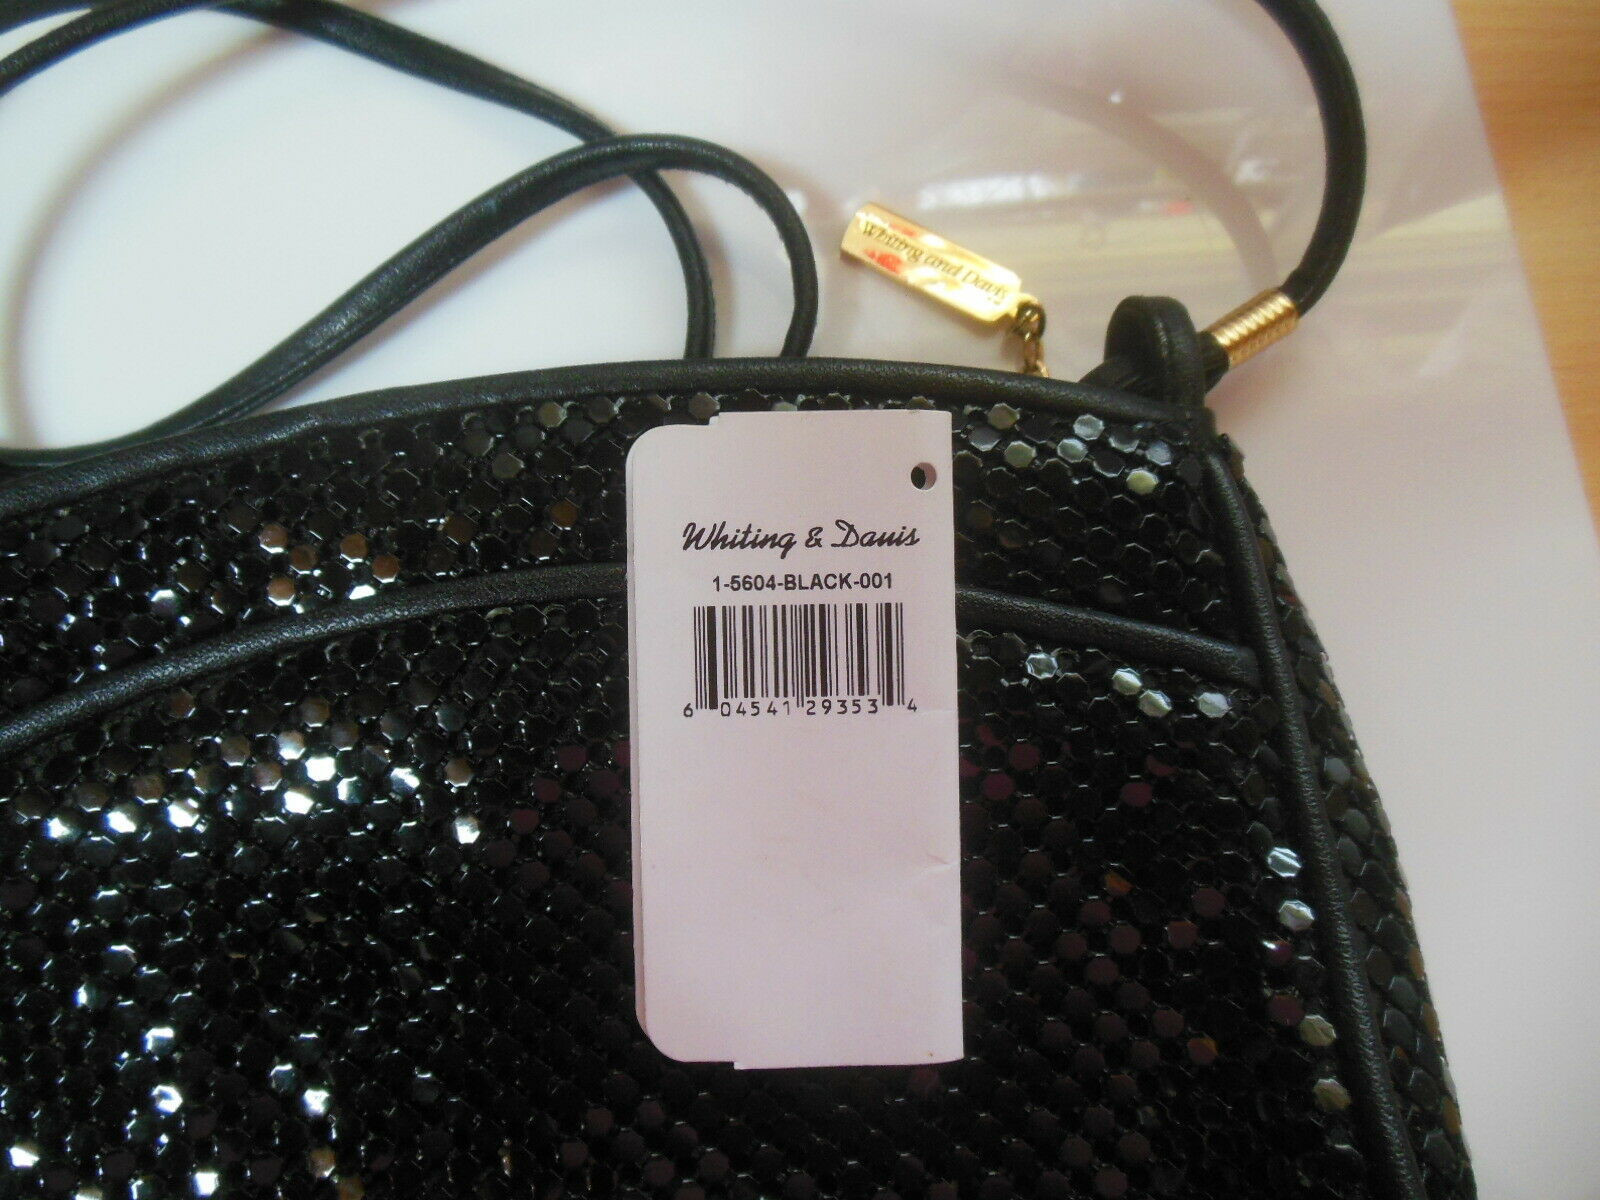 Whiting and Davis
Whiting & Davis
1-5604-BLACK-001
6 04541 29353 4